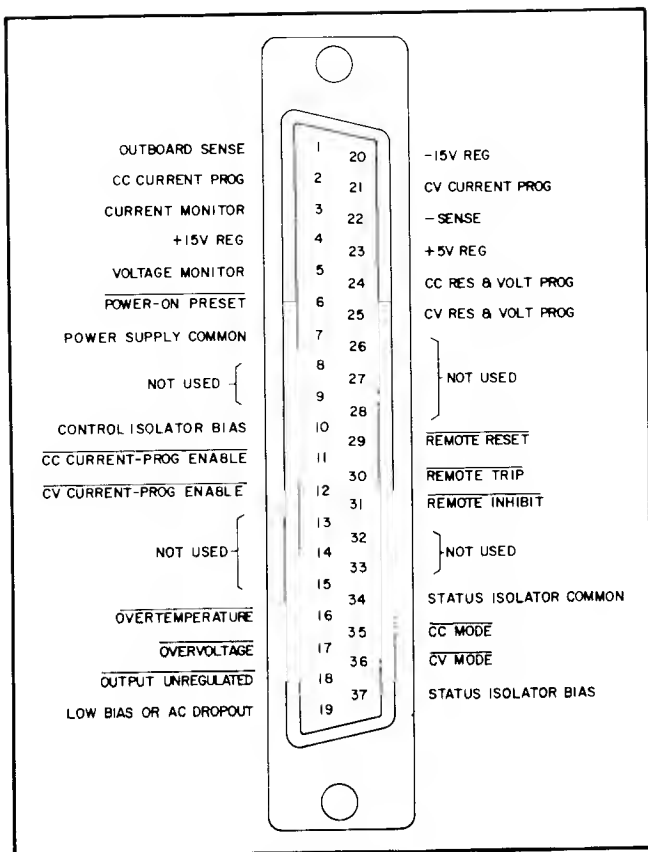 OUTBOARD SENSE 1
20 -15V REG
CC CURRENT PROG 2
21 CV CURRENT PROG
CURRENT MONITOR 3
22 -SENSE
+15V REG 4
23 +5V REG
VOLTAGE MONITOR 5
24 CC RES & VOLT PROG
POWER-ON PRESET 6
25 CV RES & VOLT PROG
POWER SUPPLY COMMON 7
26
8
NOT USED
27 NOT USED
9
28
CONTROL ISOLATOR BIAS 10
29 REMOTE RESET
CC CURRENT-PROG ENABLE 11
30 REMOTE TRIP
CV CURRENT-PROG ENABLE 12
31 REMOTE INHIBIT
13
32
NOT USED 14
NOT USED
33
15
34 STATUS ISOLATOR COMMON
OVERTEMPERATURE 16
35 CC MODE
OVERVOLTAGE 17
36 CV MODE
OUTPUT UNREGULATED 18
37 STATUS ISOLATOR BIAS
LOW BIAS OR AC DROPOUT 19